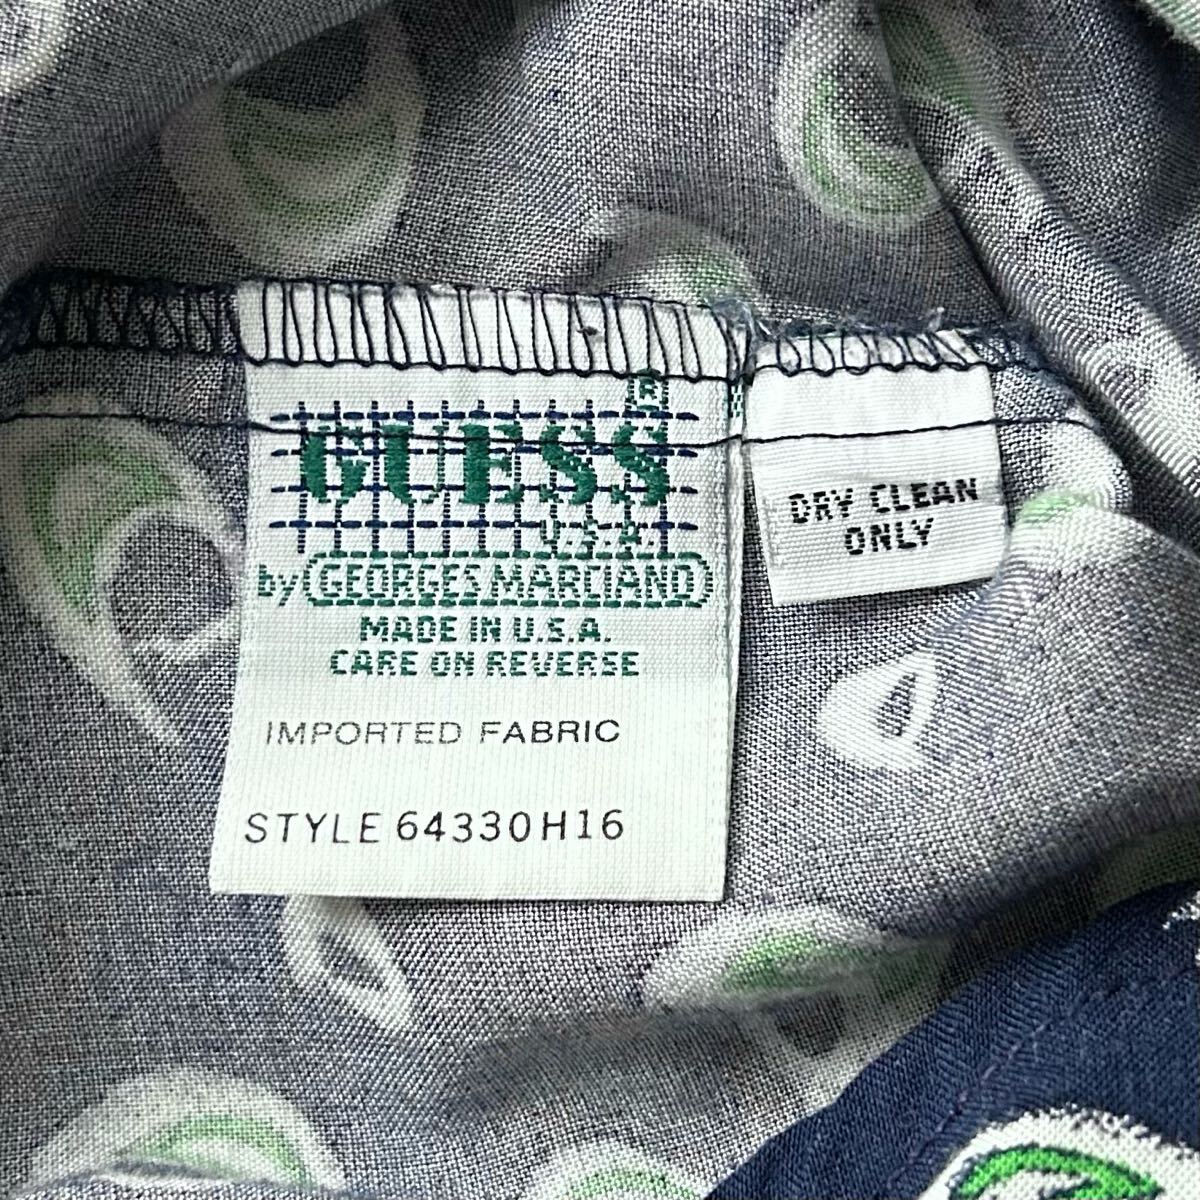 ®
GUESS
U.S.A.
by GEORGES MARCIANO
MADE IN U.S.A.
CARE ON REVERSE
IMPORTED FABRIC
STYLE 64330H16
DRY CLEAN
ONLY